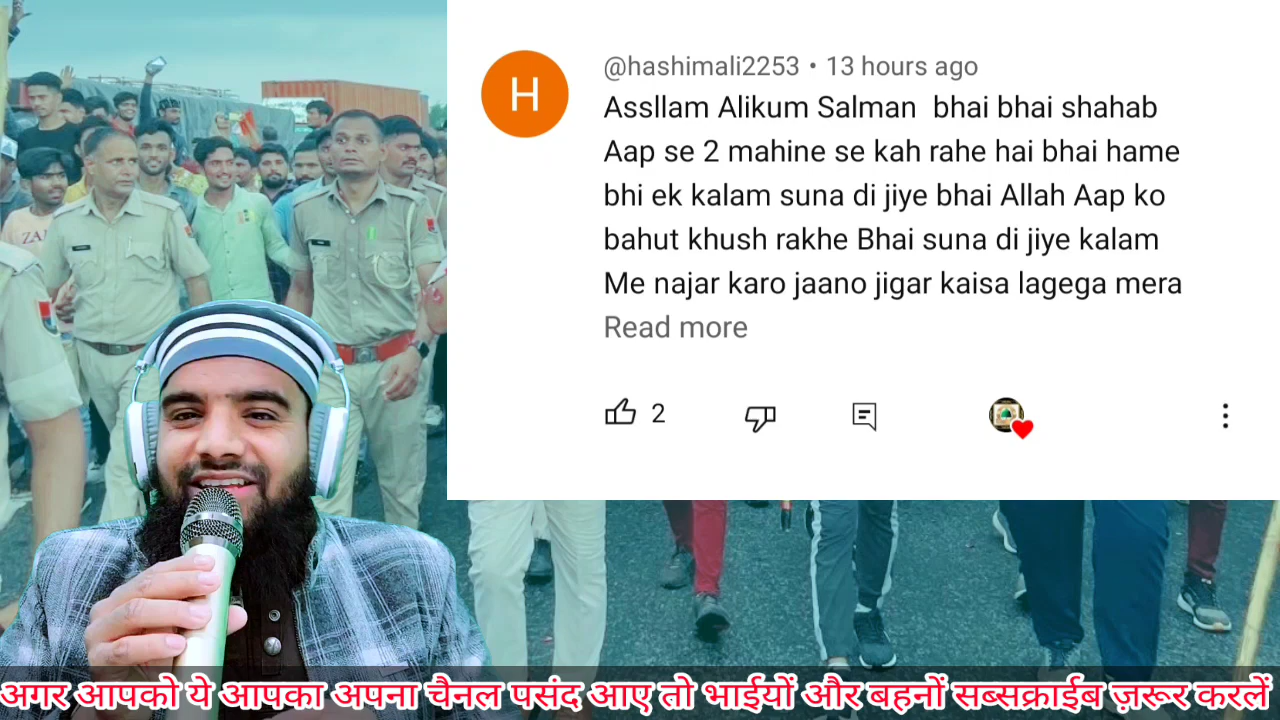 @hashimali2253 • 13 hours ago
H
Assllam Alikum Salman bhai bhai shahab
Aap se 2 mahine se kah rahe hai bhai hame
bhi ek kalam suna di jiye bhai Allah Aap ko
bahut khush rakhe Bhai suna di jiye kalam
Me najar karo jaano jigar kaisa lagega mera
Read more
2
ZAR
अगर आपको ये आपका अपना चैनल पसंद आए तो भाईयों और बहनों सब्सक्राईब ज़रूर करलें